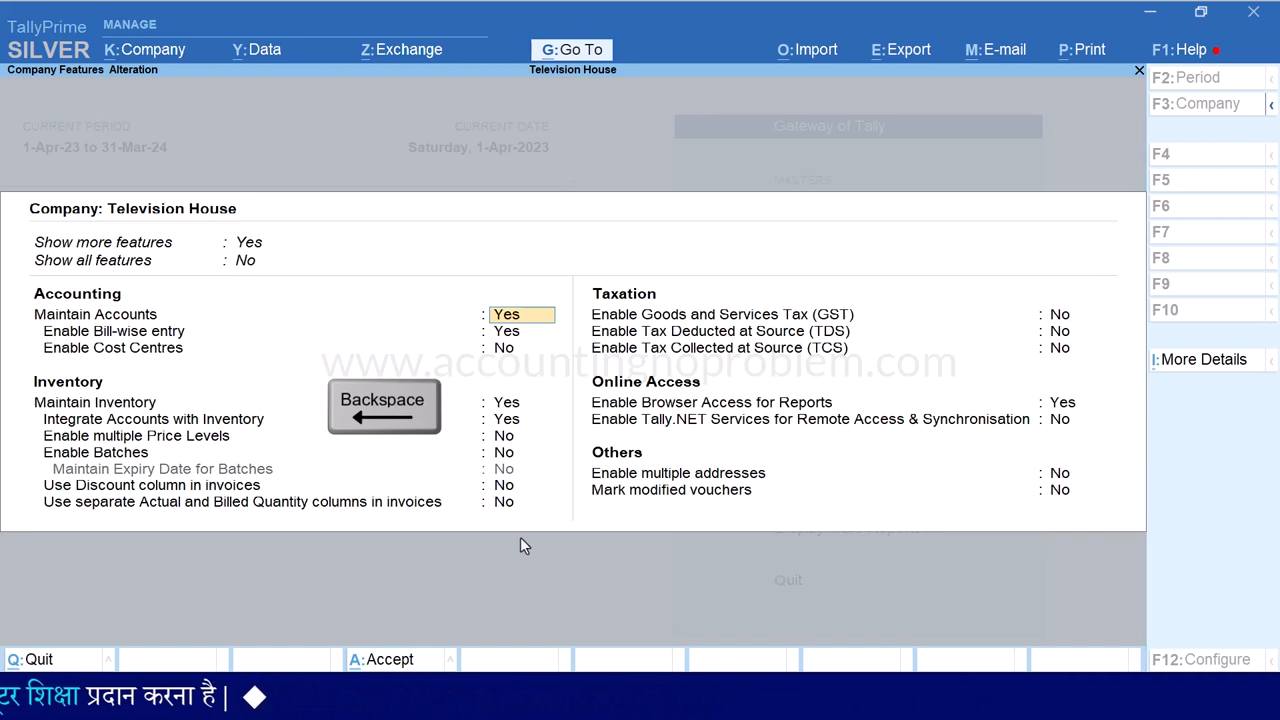 TallyPrime
MANAGE
SILVER
K:Company
Y:Data
Z:Exchange
G:Go To
O:Import
E:Export
M:E-mail
P:Print
F1:Help
Company Features Alteration
Television House
F2:Period
F3:Company
CURRENT PERIOD
CURRENT DATE
Gateway of Tally
1-Apr-23 to 31-Mar-24
Saturday, 1-Apr-2023
MASTERS
F4
F5
F6
F7
F8
F9
F10
I:More Details
Company: Television House
Show more features : Yes
Show all features : No
Accounting
Maintain Accounts : Yes
Enable Bill-wise entry : Yes
Enable Cost Centres : No
Inventory
Maintain Inventory : Yes
Integrate Accounts with Inventory : Yes
Enable multiple Price Levels : No
Enable Batches : No
Maintain Expiry Date for Batches : No
Use Discount column in invoices : No
Use separate Actual and Billed Quantity columns in invoices : No
Taxation
Enable Goods and Services Tax (GST) : No
Enable Tax Deducted at Source (TDS) : No
Enable Tax Collected at Source (TCS) : No
Online Access
Enable Browser Access for Reports : Yes
Enable Tally.NET Services for Remote Access & Synchronisation : No
Others
Enable multiple addresses : No
Mark modified vouchers : No
www.accountingnoproblem.com
Backspace
Quit
Q:Quit
A:Accept
F12:Configure
शिक्षा प्रदान करना है |